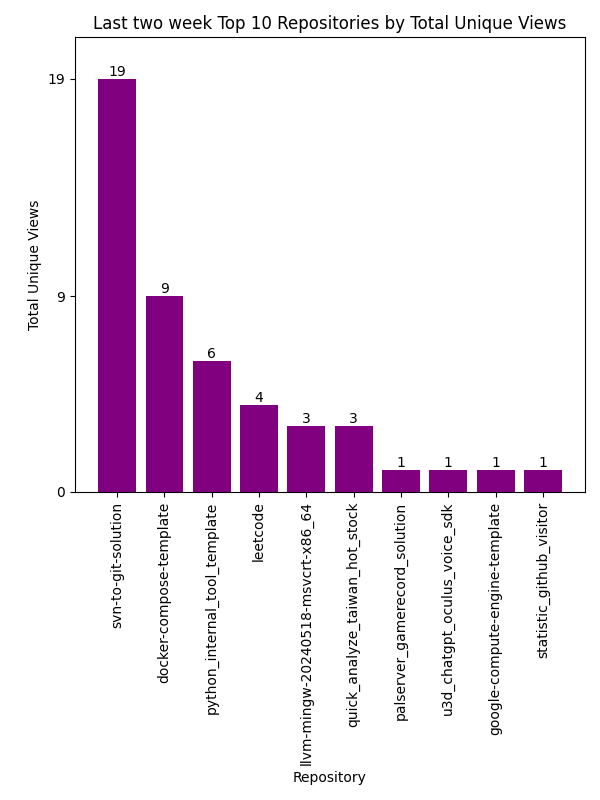 Last two week Top 10 Repositories by Total Unique Views
Total Unique Views
19
9
0
19
9
6
4
3
3
1
1
1
1
svn-to-git-solution
docker-compose-template
python_internal_tool_template
leetcode
llvm-mingw-20240518-msvcrt-x86_64
quick_analyze_taiwan_hot_stock
palserver_gamerecord_solution
u3d_chatgpt_oculus_voice_sdk
google-compute-engine-template
statistic_github_visitor
Repository